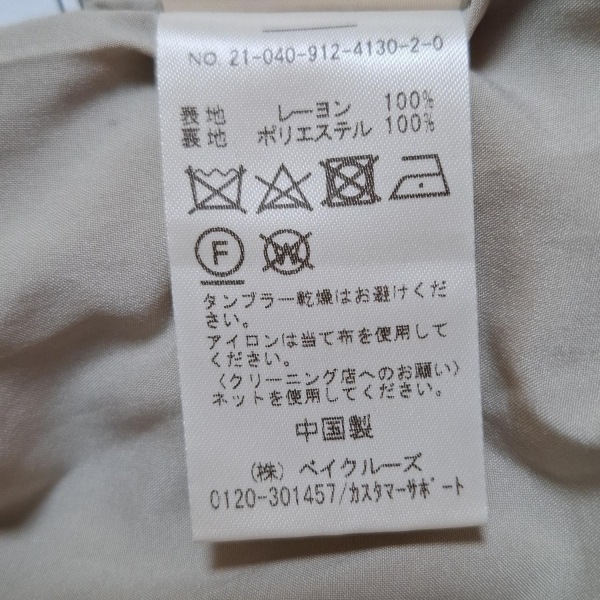 NO 21-040-912-4130-2-0
表地 レーヨン 100%
裏地 ポリエステル 100%
F W
タンブラー乾燥はお避けくだ
さい。
アイロンは当て布を使用して
ください。
〈クリーニング店へのお願い〉
ネットを使用してください。
中国製
(株) ベイクルーズ
0120-301457/カスタマーサポート